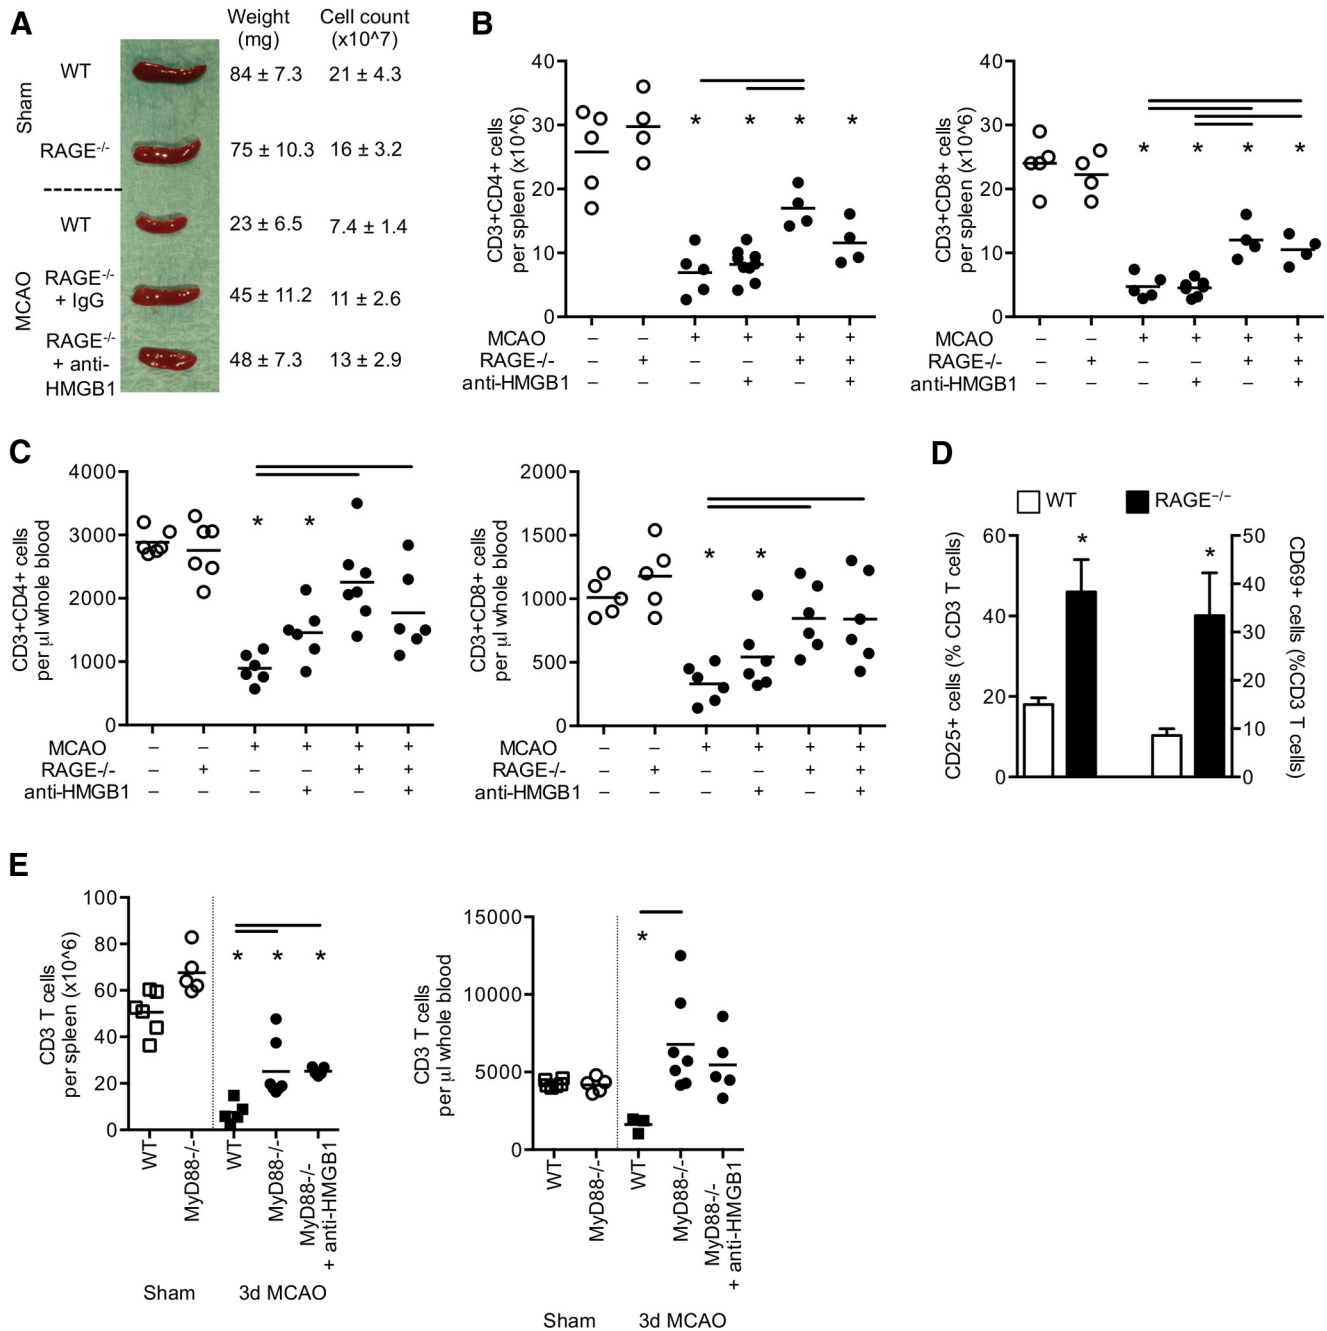 A
Weight
(mg)
Cell count
(x10^7)
Sham
WT
84 ± 7.3
21 ± 4.3
RAGE⁻/⁻
75 ± 10.3
16 ± 3.2
MCAO
WT
23 ± 6.5
7.4 ± 1.4
RAGE⁻/⁻
+ IgG
45 ± 11.2
11 ± 2.6
RAGE⁻/⁻
+ anti-
HMGB1
48 ± 7.3
13 ± 2.9
B
CD3+CD4+ cells
per spleen (x10^6)
40
30
20
10
0
* * * *
MCAO – – + + + +
RAGE-/- – + – – + +
anti-HMGB1 – – – + – +
CD3+CD8+ cells
per spleen (x10^6)
40
30
20
10
0
* * * *
MCAO – – + + + +
RAGE-/- – + – – + +
anti-HMGB1 – – – + – +
C
CD3+CD4+ cells
per µl whole blood
4000
3000
2000
1000
0
* *
MCAO – – + + + +
RAGE-/- – + – – + +
anti-HMGB1 – – – + – +
CD3+CD8+ cells
per µl whole blood
2000
1500
1000
500
0
* *
MCAO – – + + + +
RAGE-/- – + – – + +
anti-HMGB1 – – – + – +
D
WT
RAGE⁻/⁻
CD25+ cells (% CD3 T cells)
60
40
20
0
* *
50
40
30
20
10
0
CD69+ cells (%CD3 T cells)
E
CD3 T cells
per spleen (x10^6)
100
80
60
40
20
0
* * *
WT
MyD88-/-
WT
MyD88-/-
MyD88-/-
+ anti-HMGB1
Sham
3d MCAO
CD3 T cells
per µl whole blood
15000
10000
5000
0
*
WT
MyD88-/-
WT
MyD88-/-
MyD88-/-
+ anti-HMGB1
Sham
3d MCAO